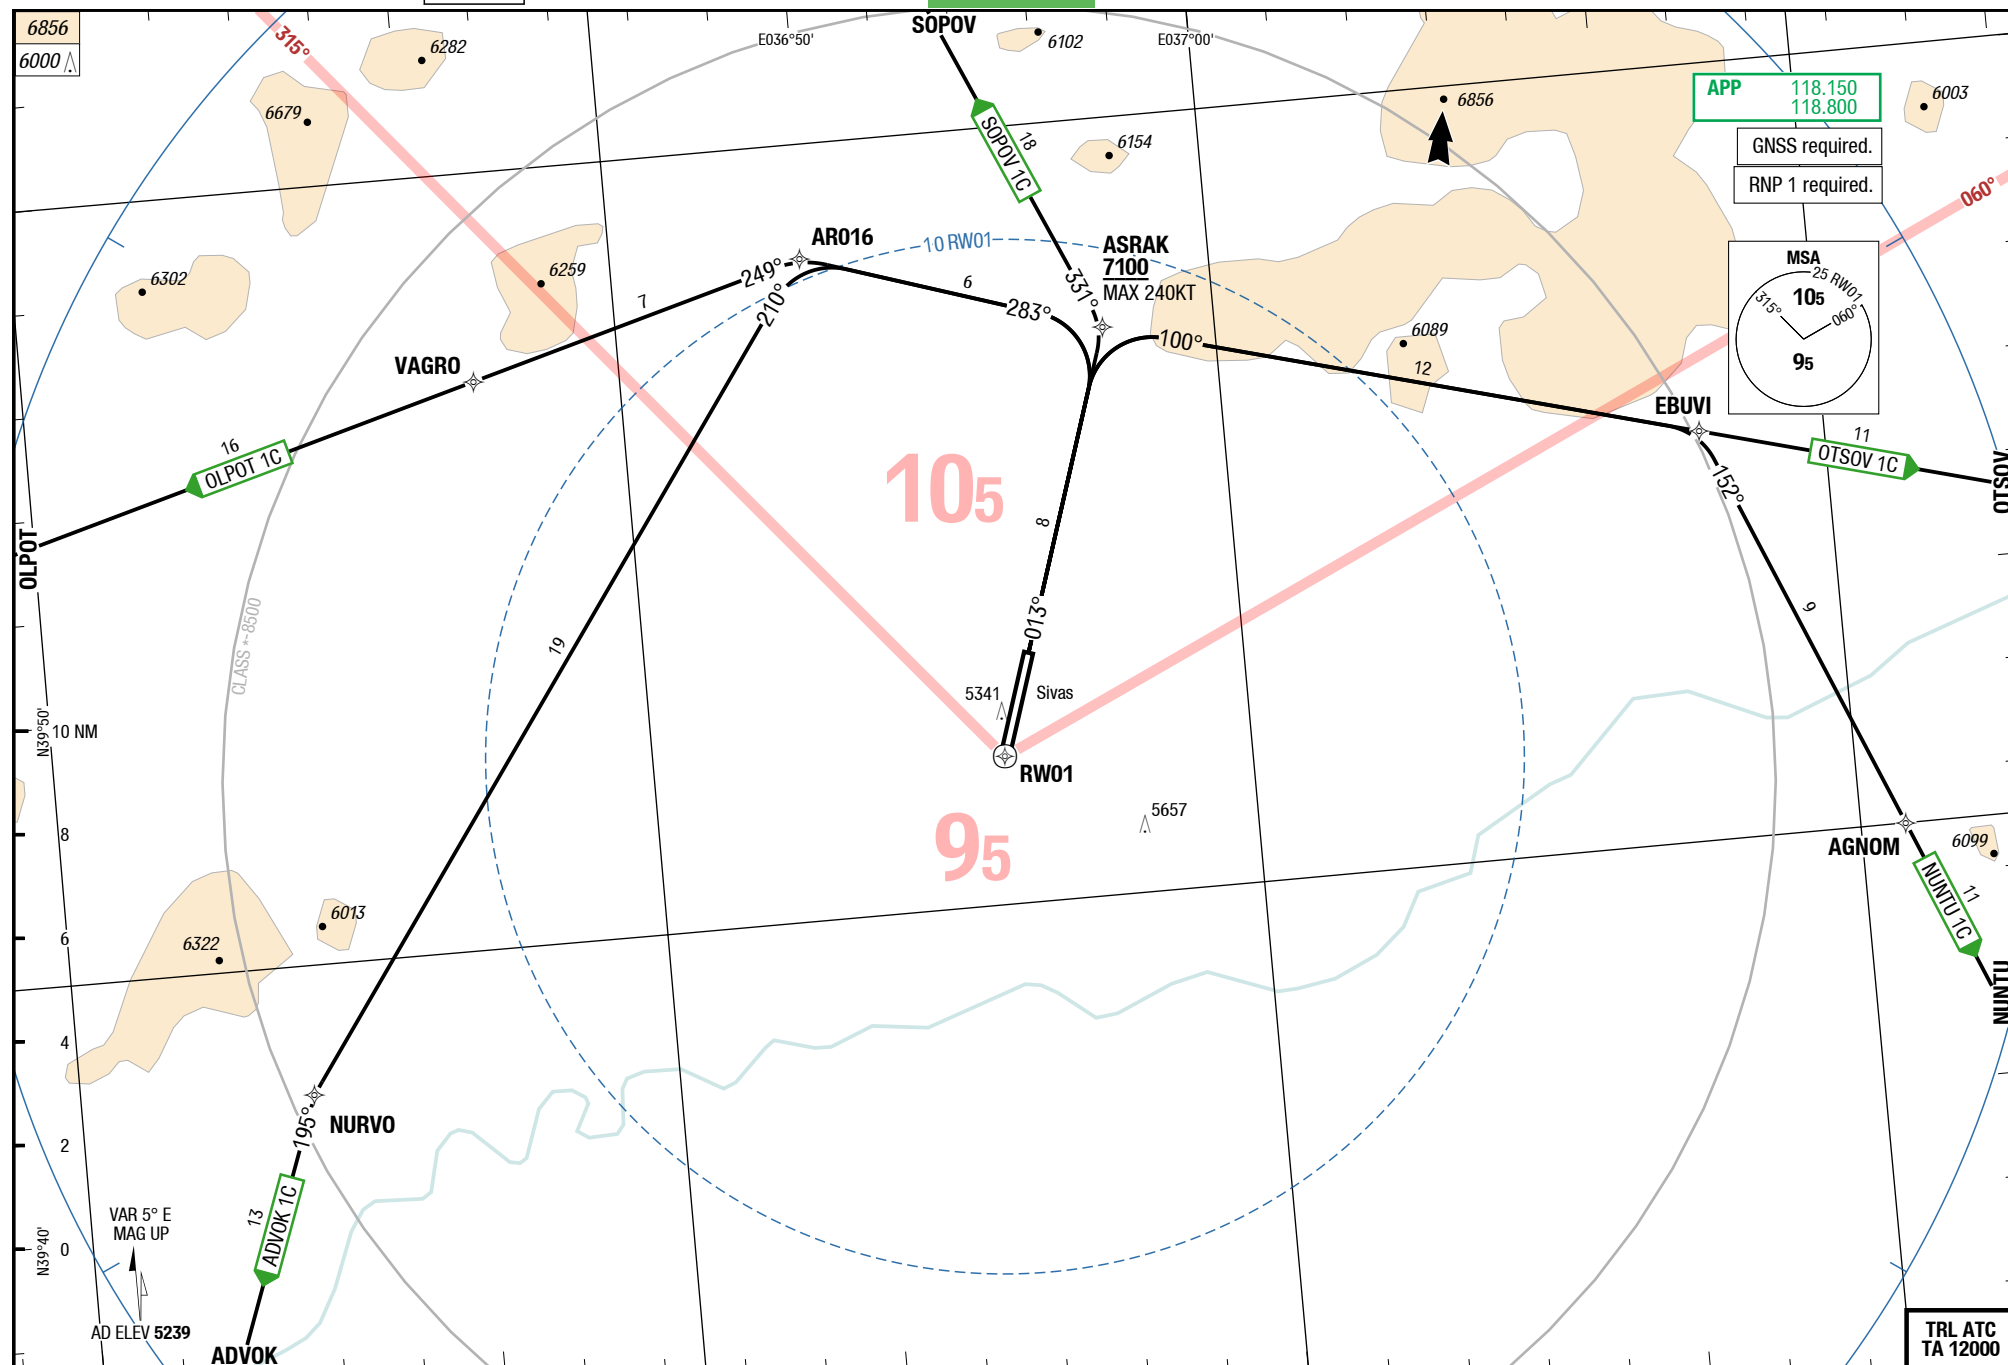 6856
6000
315°
6282
6679
6302
6259
SOPOV
6102
E036°50'
E037°00'
6154
18
SOPOV 1C
331°
6856
APP 118.150
118.800
6003
GNSS required.
RNP 1 required.
060°
MSA
25 RW01
315°
105
060°
95
AR016
10 RW01
ASRAK
7100
MAX 240KT
249°
210°
7
6
283°
100°
6089
12
VAGRO
EBUVI
16
OLPOT 1C
OLPOT
11
OTSOV 1C
OTSOV
152°
105
8
013°
9
19
CLASS *-8500
5341
Sivas
RW01
N39°50'
10 NM
95
5657
8
AGNOM
6099
11
NUNTU 1C
NUNTU
6013
6322
6
4
NURVO
195°
2
13
ADVOK 1C
VAR 5° E
MAG UP
N39°40'
0
AD ELEV 5239
ADVOK
TRL ATC
TA 12000